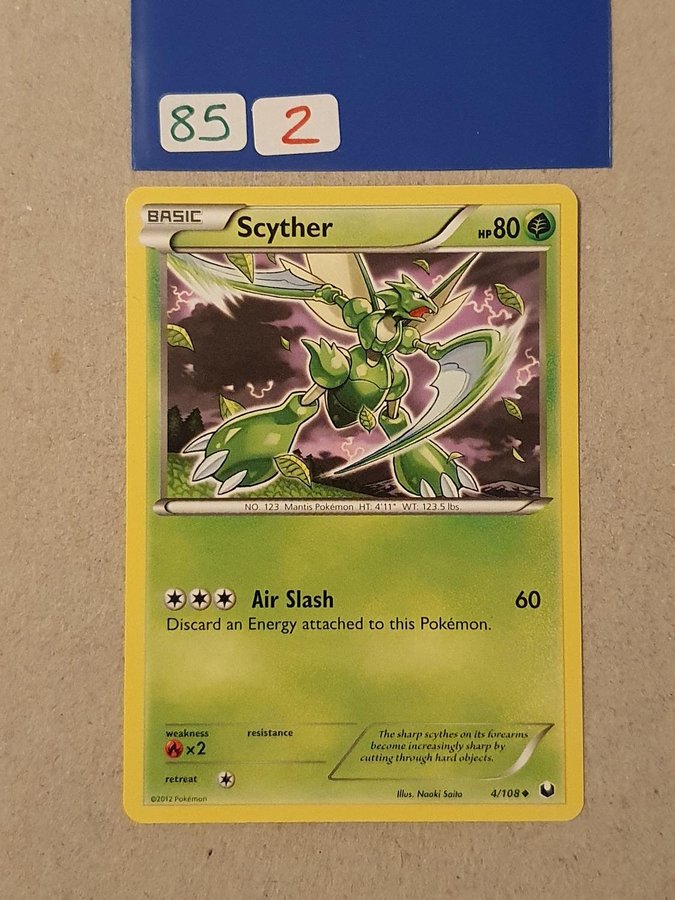 85 2
BASIC Scyther HP80
NO. 123 Mantis Pokémon HT: 4'11" WT: 123.5 lbs.
Air Slash 60
Discard an Energy attached to this Pokémon.
weakness resistance
×2
retreat
The sharp scythes on its forearms
become increasingly sharp by
cutting through hard objects.
©2012 Pokémon Illus. Naoki Saito 4/108